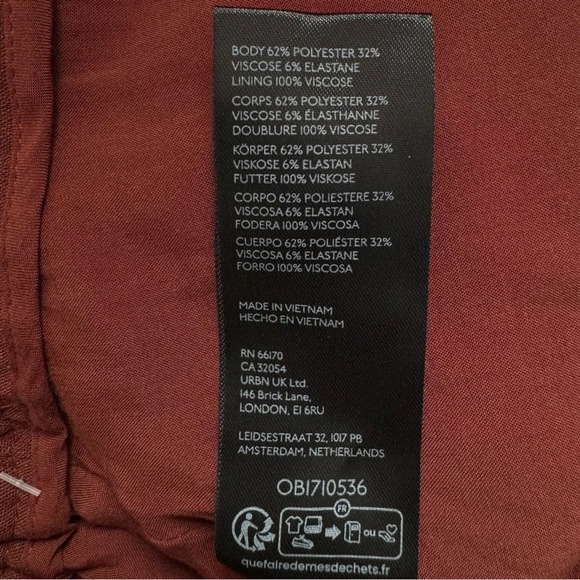 BODY 62% POLYESTER 32%
VISCOSE 6% ELASTANE
LINING 100% VISCOSE
CORPS 62% POLYESTER 32%
VISCOSE 6% ÉLASTHANNE
DOUBLURE 100% VISCOSE
KÖRPER 62% POLYESTER 32%
VISKOSE 6% ELASTAN
FUTTER 100% VISKOSE
CORPO 62% POLIESTERE 32%
VISCOSA 6% ELASTAN
FODERA 100% VISCOSA
CUERPO 62% POLIÉSTER 32%
VISCOSA 6% ELASTAN
FORRO 100% VISCOSA
MADE IN VIETNAM
HECHO EN VIETNAM
RN 66170
CA 32054
URBN UK Ltd.
146 Brick Lane,
LONDON, E1 6RU
LEIDSESTRAAT 32, 1017 PB
AMSTERDAM, NETHERLANDS
OB1710536
FR
OU
quefairedemesdechets.fr